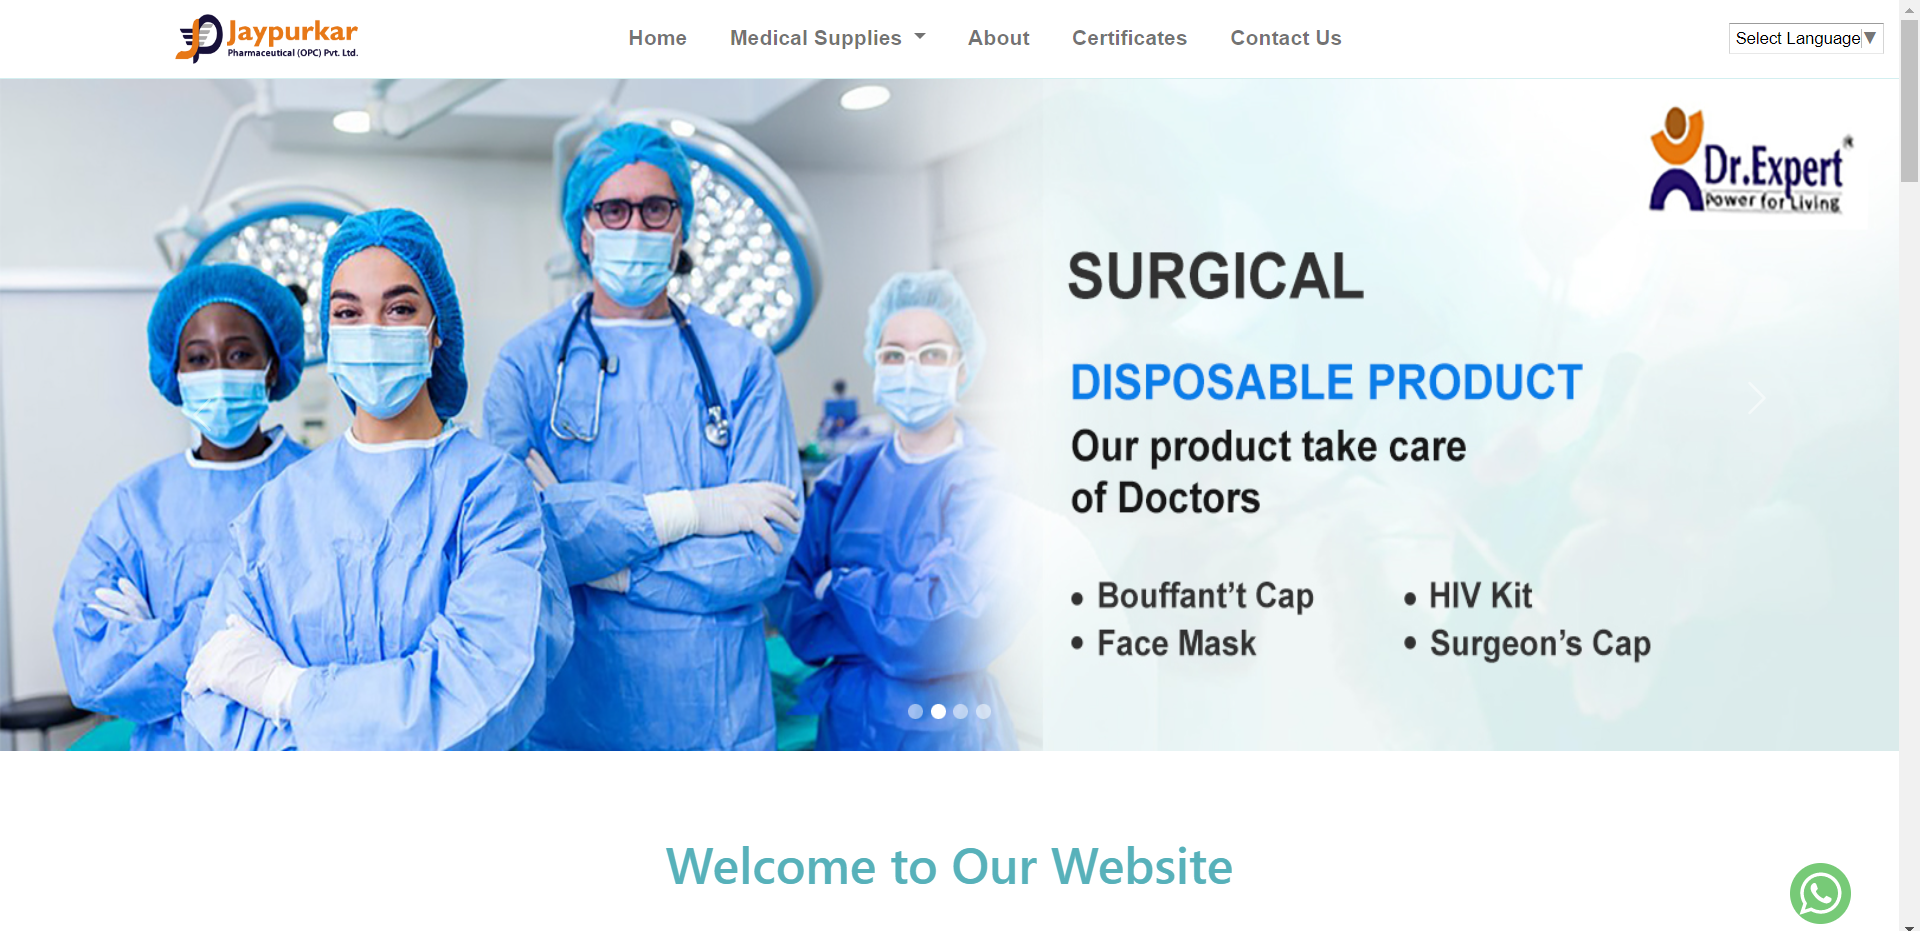 Jaypurkar
Pharmaceutical (OPC) Pvt. Ltd.
Home
Medical Supplies
About
Certificates
Contact Us
Select Language▼
Dr.Expert®
Power for Living
SURGICAL
DISPOSABLE PRODUCT
Our product take care
of Doctors
• Bouffant't Cap
• HIV Kit
• Face Mask
• Surgeon's Cap
Welcome to Our Website